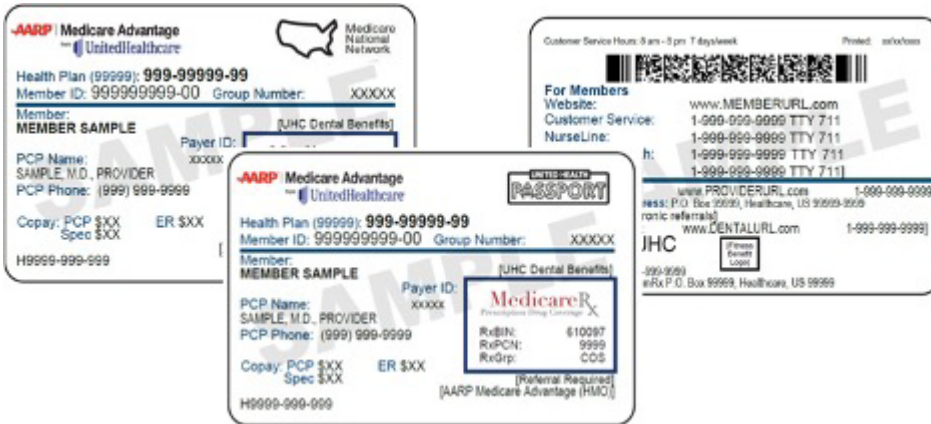 AARP | Medicare Advantage
from UnitedHealthcare
Medicare
National
Network
Health Plan (99999): 999-99999-99
Member ID: 999999999-00 Group Number: XXXXX
Member:
MEMBER SAMPLE
[UHC Dental Benefits]
Payer ID:
XXXXX
PCP Name:
SAMPLE, M.D., PROVIDER
PCP Phone: (999) 999-9999
Copay: PCP $XX ER $XX
Spec $XX
H9999-999-999
SAMPLE
AARP | Medicare Advantage
from UnitedHealthcare
UNITED HEALTH
PASSPORT
Health Plan (99999): 999-99999-99
Member ID: 999999999-00 Group Number: XXXXX
Member:
MEMBER SAMPLE
[UHC Dental Benefits]
Payer ID:
XXXXX
PCP Name:
SAMPLE, M.D., PROVIDER
PCP Phone: (999) 999-9999
MedicareRx
Prescription Drug Coverage
RxBIN: 610097
RxPCN: 9999
RxGrp: COS
Copay: PCP $XX ER $XX
Spec $XX
[Referral Required]
[AARP Medicare Advantage (HMO)]
H9999-999-999
SAMPLE
Customer Service Hours: 8 am - 8 pm 7 days/week Printed: xx/xx/xxxx
For Members
Website: www.MEMBERURL.com
Customer Service: 1-999-999-9999 TTY 711
NurseLine: 1-999-999-9999 TTY 711
h: 1-999-999-9999 TTY 711
1-999-999-9999 TTY 711]
www.PROVIDERURL.com 1-999-999-9999
ress: P.O. Box 99999, Healthcare, US 99999-9999
ronic referrals]
www.DENTALURL.com 1-999-999-9999]
UHC
[Fitness
Benefit
Logo]
-999-9999
mRx P.O. Box 99999, Healthcare, US 99999